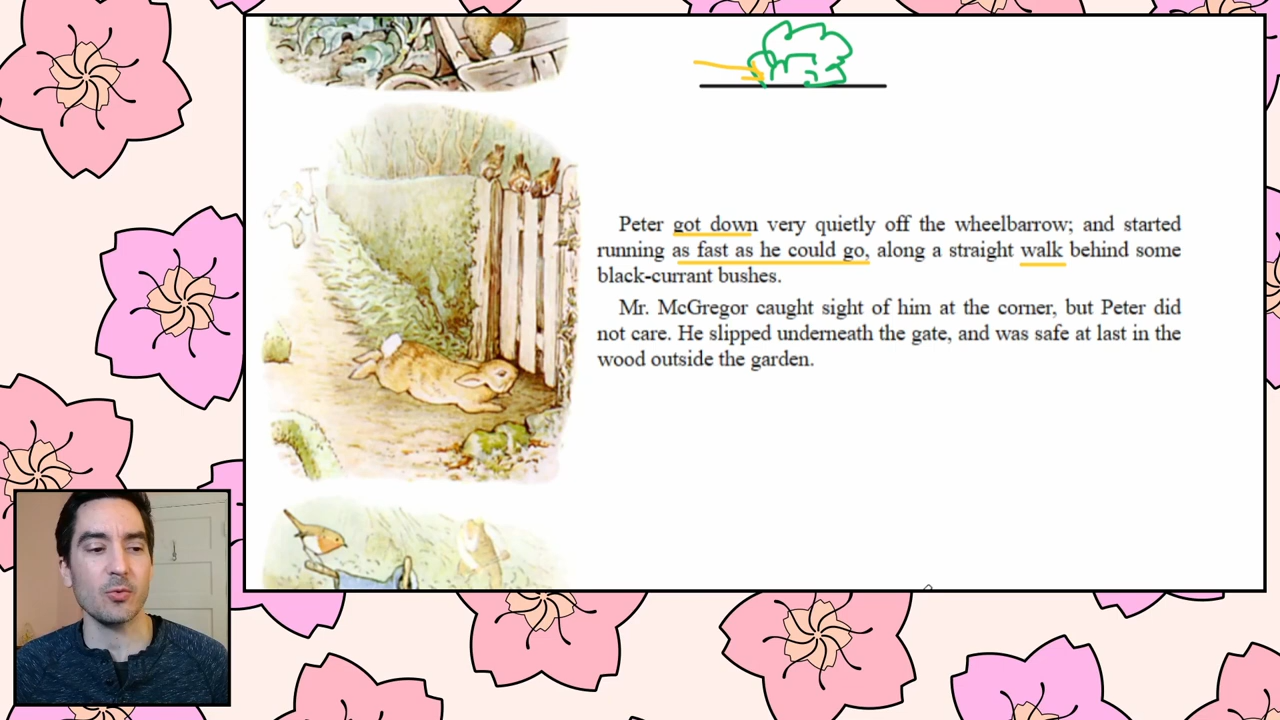 Peter got down very quietly off the wheelbarrow; and started
running as fast as he could go, along a straight walk behind some
black-currant bushes.
Mr. McGregor caught sight of him at the corner, but Peter did
not care. He slipped underneath the gate, and was safe at last in the
wood outside the garden.